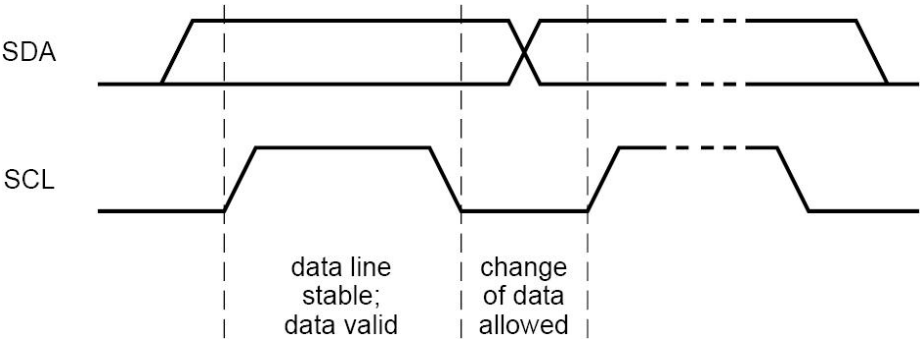 SDA
SCL
data line
stable;
data valid
change
of data
allowed